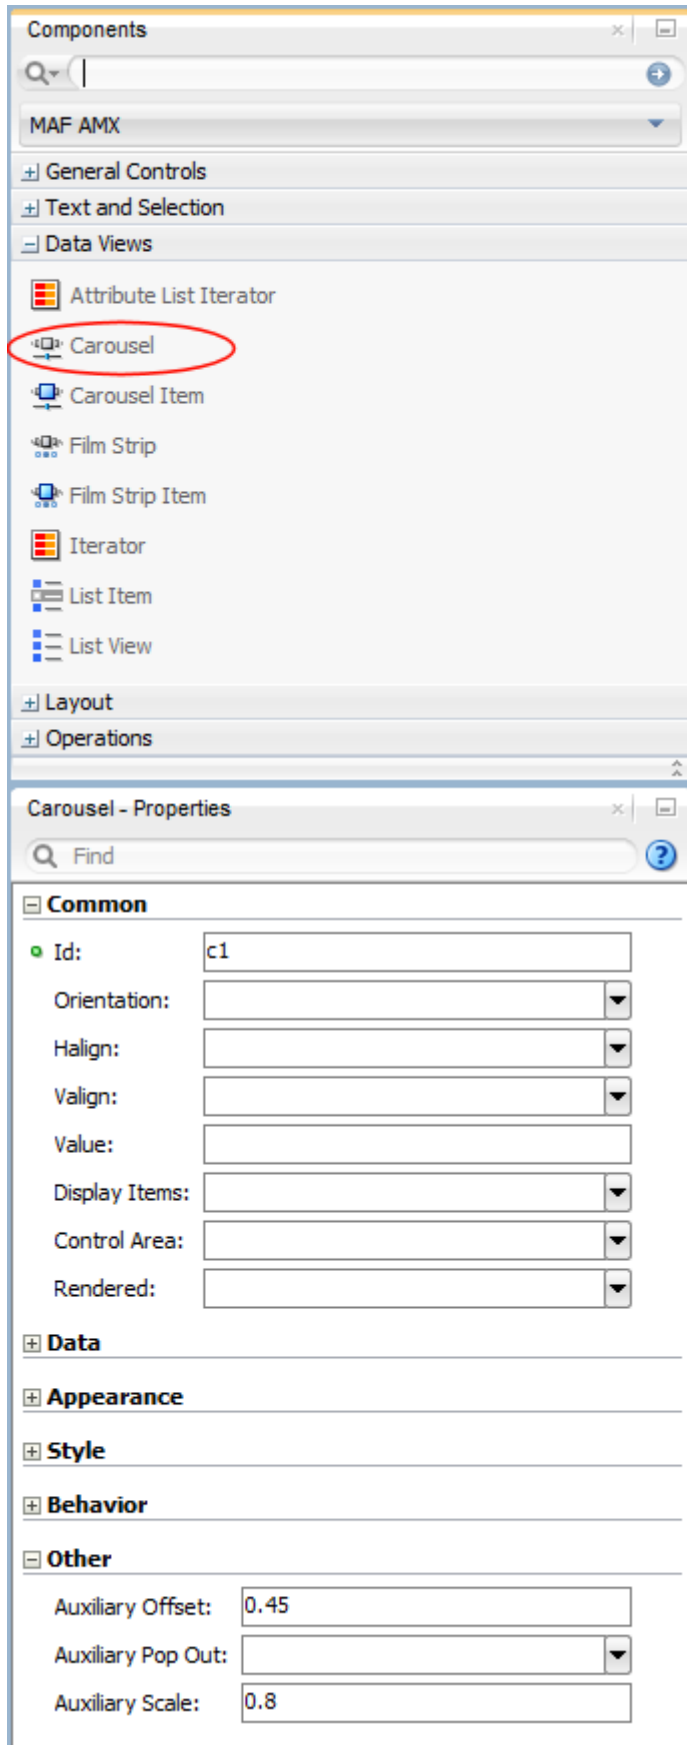 Components
MAF AMX
General Controls
Text and Selection
Data Views
Attribute List Iterator
Carousel
Carousel Item
Film Strip
Film Strip Item
Iterator
List Item
List View
Layout
Operations
Carousel - Properties
Find
Common
Id: c1
Orientation:
Halign:
Valign:
Value:
Display Items:
Control Area:
Rendered:
Data
Appearance
Style
Behavior
Other
Auxiliary Offset: 0.45
Auxiliary Pop Out:
Auxiliary Scale: 0.8